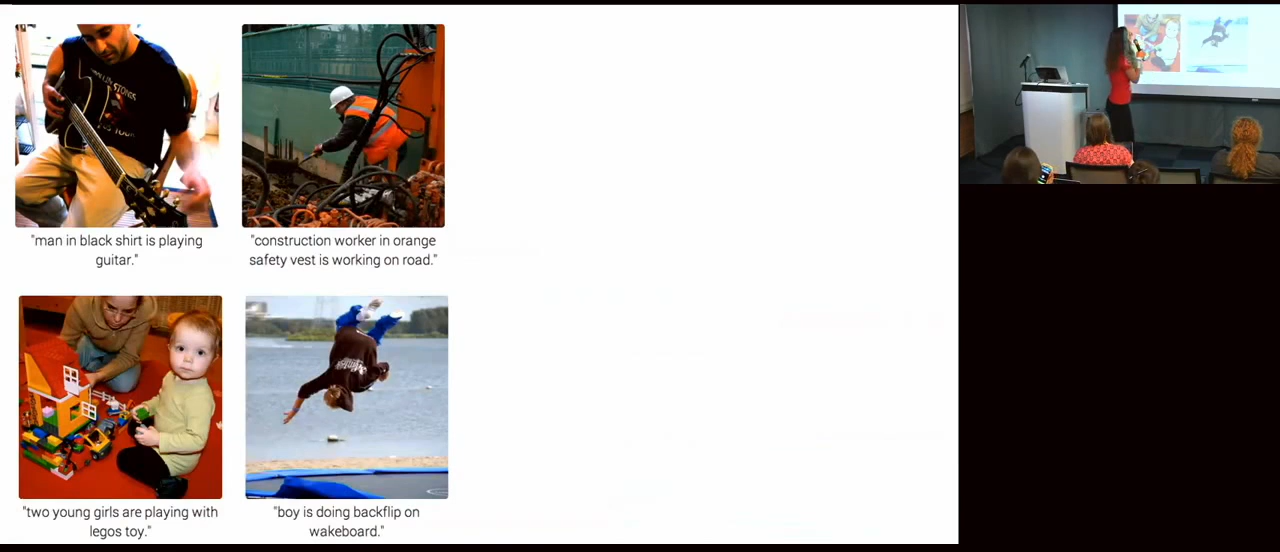 "man in black shirt is playing
guitar."
"construction worker in orange
safety vest is working on road."
"two young girls are playing with
legos toy."
"boy is doing backflip on
wakeboard."